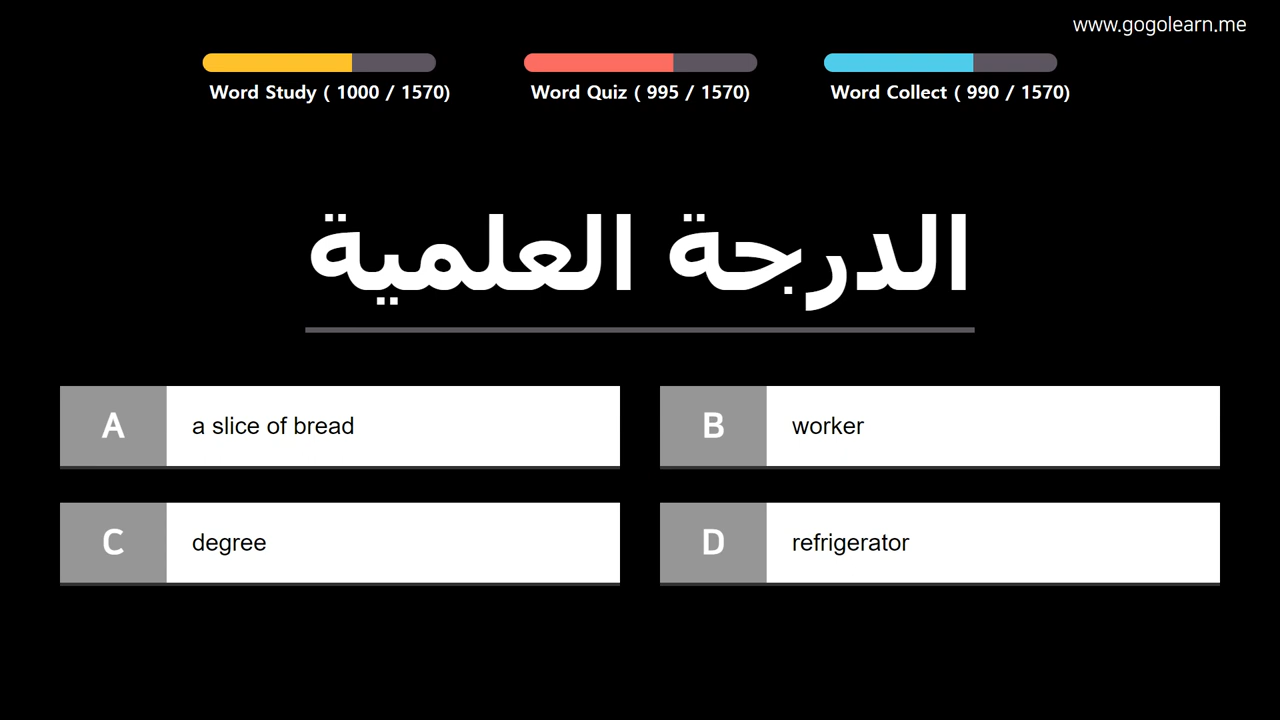 www.gogolearn.me
Word Study ( 1000 / 1570)
Word Quiz ( 995 / 1570)
Word Collect ( 990 / 1570)
الدرجة العلمية
A a slice of bread
B worker
C degree
D refrigerator